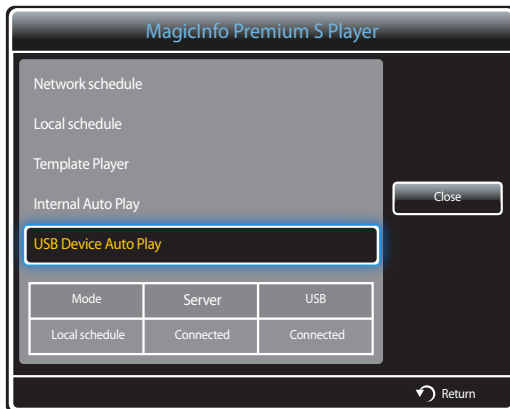 MagicInfo Premium S Player
Network schedule
Local schedule
Template Player
Internal Auto Play
Close
USB Device Auto Play
Mode Server USB
Local schedule Connected Connected
Return